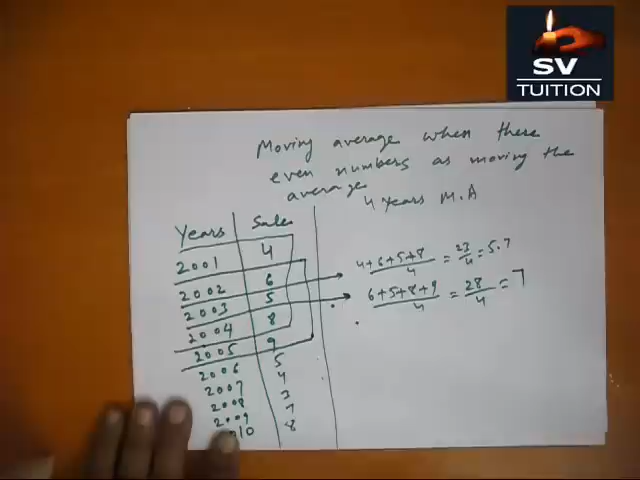 SV
TUITION
Moving average when there
even numbers as moving the
average
4 years M.A
Years Sales
2001 4
2002 6
2003 5
2004 8
2005 9
2006 5
2007 4
2008 3
2009 7
2010 8
4+6+5+8/4 = 23/4 = 5.7
6+5+8+9/4 = 28/4 = 7